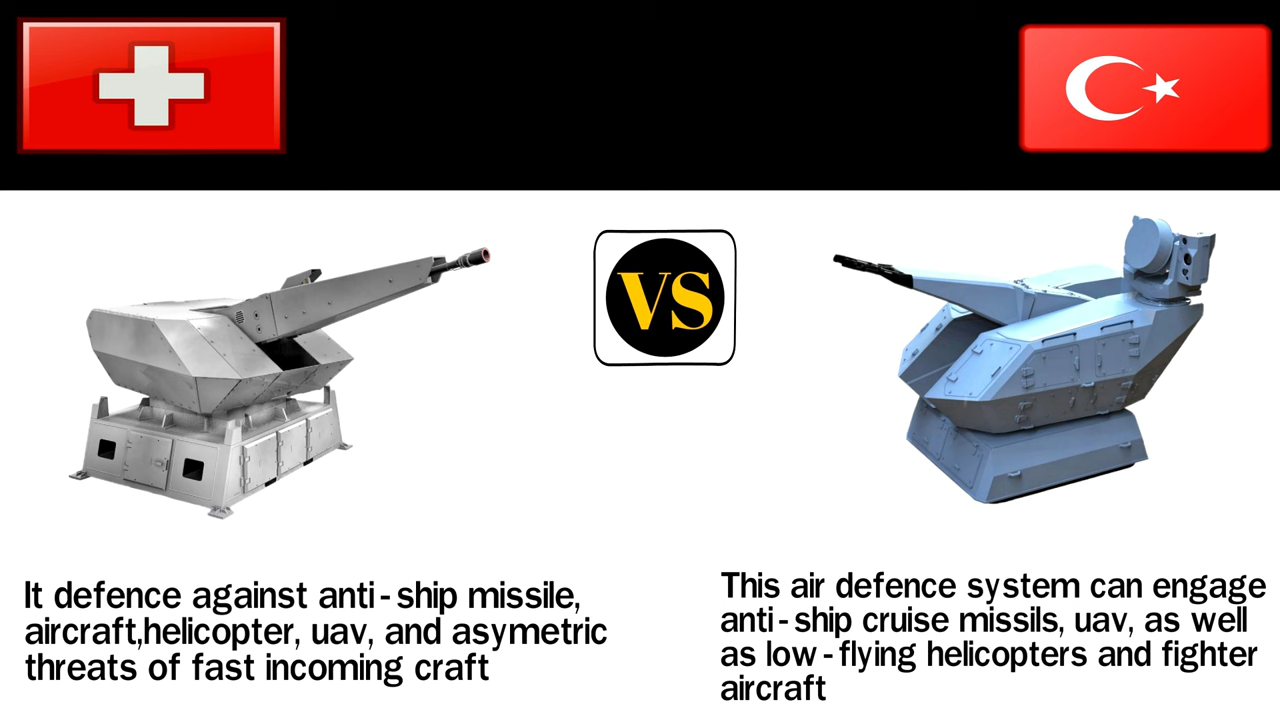 VS
It defence against anti-ship missile,
aircraft,helicopter, uav, and asymetric
threats of fast incoming craft
This air defence system can engage
anti-ship cruise missils, uav, as well
as low-flying helicopters and fighter
aircraft